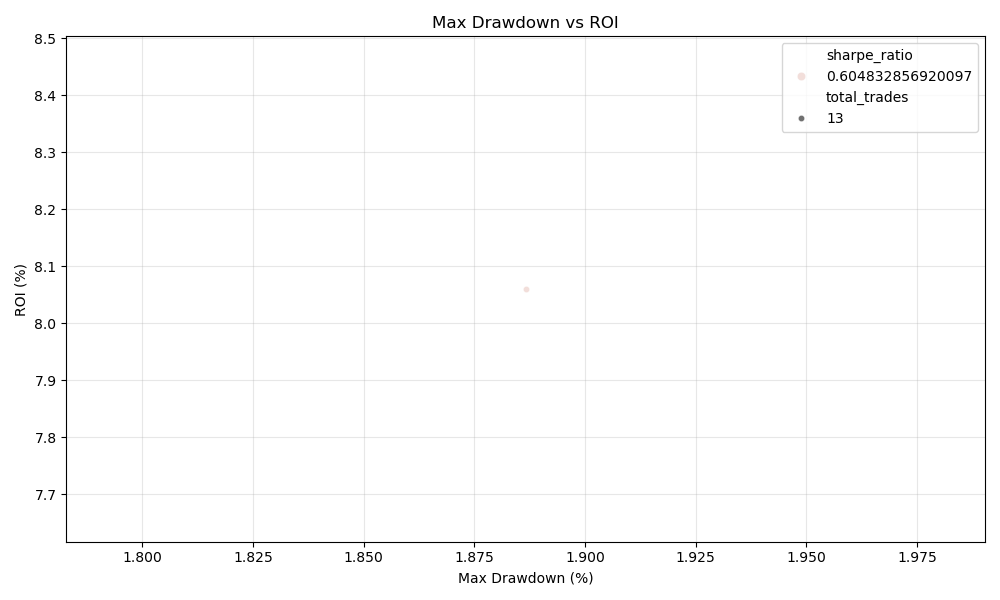 Max Drawdown vs ROI
sharpe_ratio
0.604832856920097
total_trades
13
ROI (%)
8.5
8.4
8.3
8.2
8.1
8.0
7.9
7.8
7.7
1.800 1.825 1.850 1.875 1.900 1.925 1.950 1.975
Max Drawdown (%)